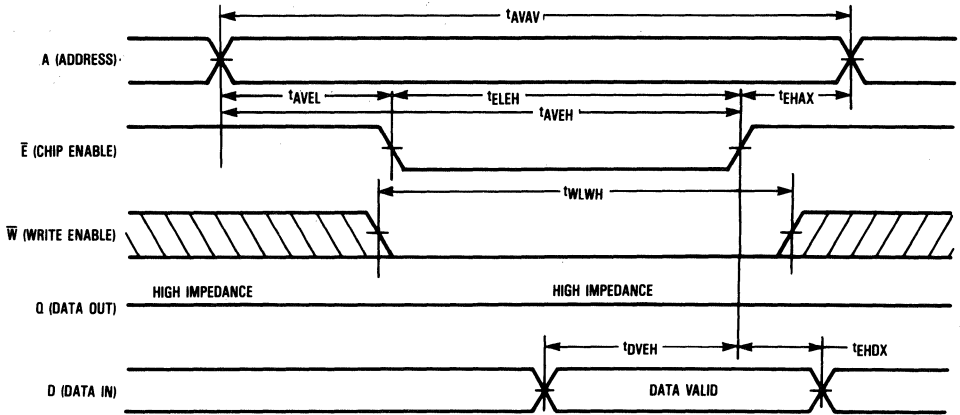 tAVAV
A (ADDRESS)
tAVEL
tELEH
tEHAX
tAVEH
E̅ (CHIP ENABLE)
tWLWH
W̅ (WRITE ENABLE)
HIGH IMPEDANCE
HIGH IMPEDANCE
Q (DATA OUT)
tDVEH
tEHDX
D (DATA IN)
DATA VALID